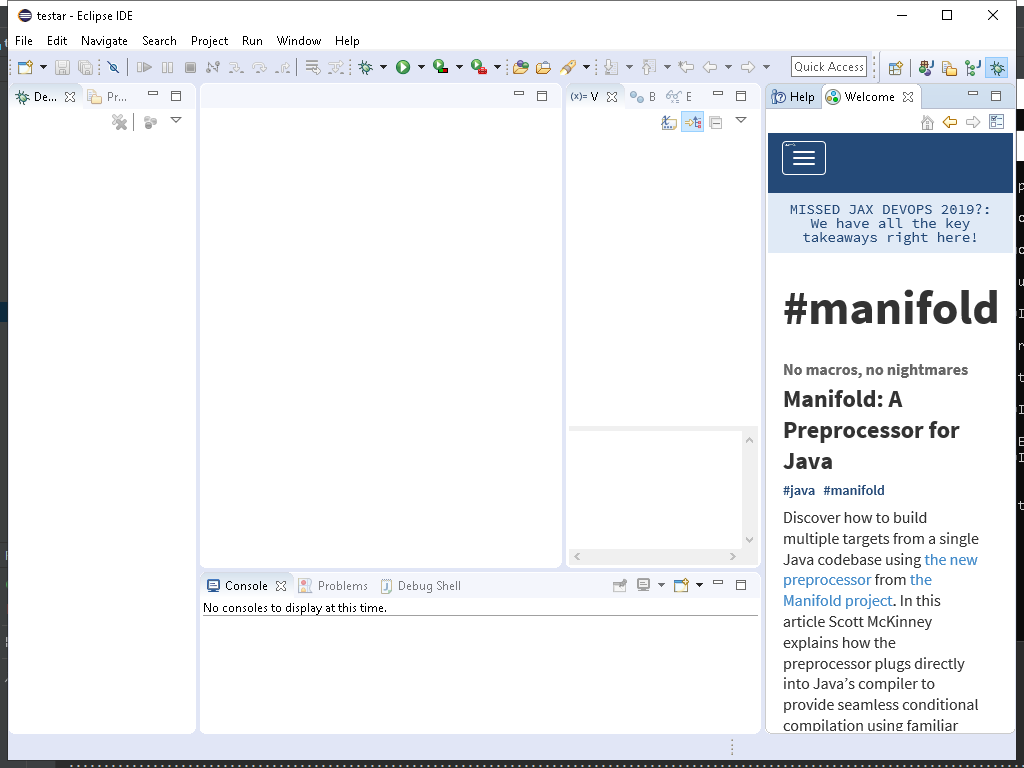 testar - Eclipse IDE
File Edit Navigate Search Project Run Window Help
Quick Access
De... Pr... (x)= V B E Help Welcome
MISSED JAX DEVOPS 2019?:
We have all the key
takeaways right here!
#manifold
No macros, no nightmares
Manifold: A
Preprocessor for
Java
#java #manifold
Discover how to build
multiple targets from a single
Java codebase using the new
preprocessor from the
Manifold project. In this
article Scott McKinney
explains how the
preprocessor plugs directly
into Java’s compiler to
provide seamless conditional
compilation using familiar
Console Problems Debug Shell
No consoles to display at this time.